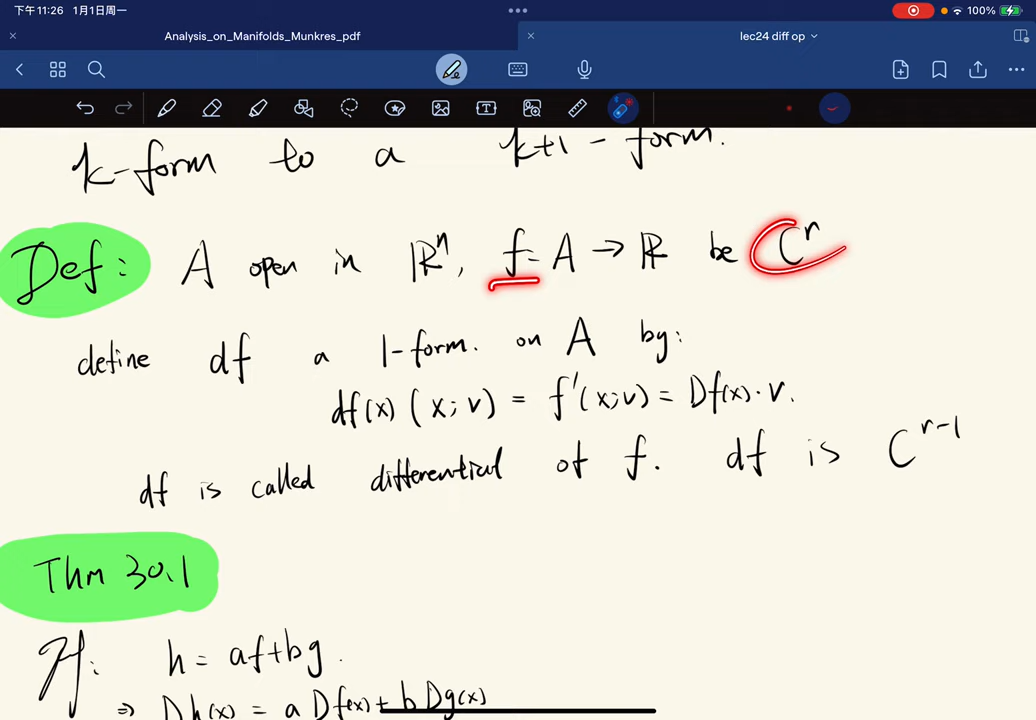 下午11:26 1月1日周一
100%
Analysis_on_Manifolds_Munkres_pdf
lec24 diff op
k-form to a k+1 - form.
Def: A open in ℝⁿ, f: A → ℝ be Cʳ
define df a 1-form. on A by:
df(x) (x; v) = f'(x;v) = Df(x)·v.
df is called differential of f. df is Cʳ⁻¹
Thm 30.1
Pf: h = af+bg.
⇒ Dh(x) = a Df(x) + b Dg(x)